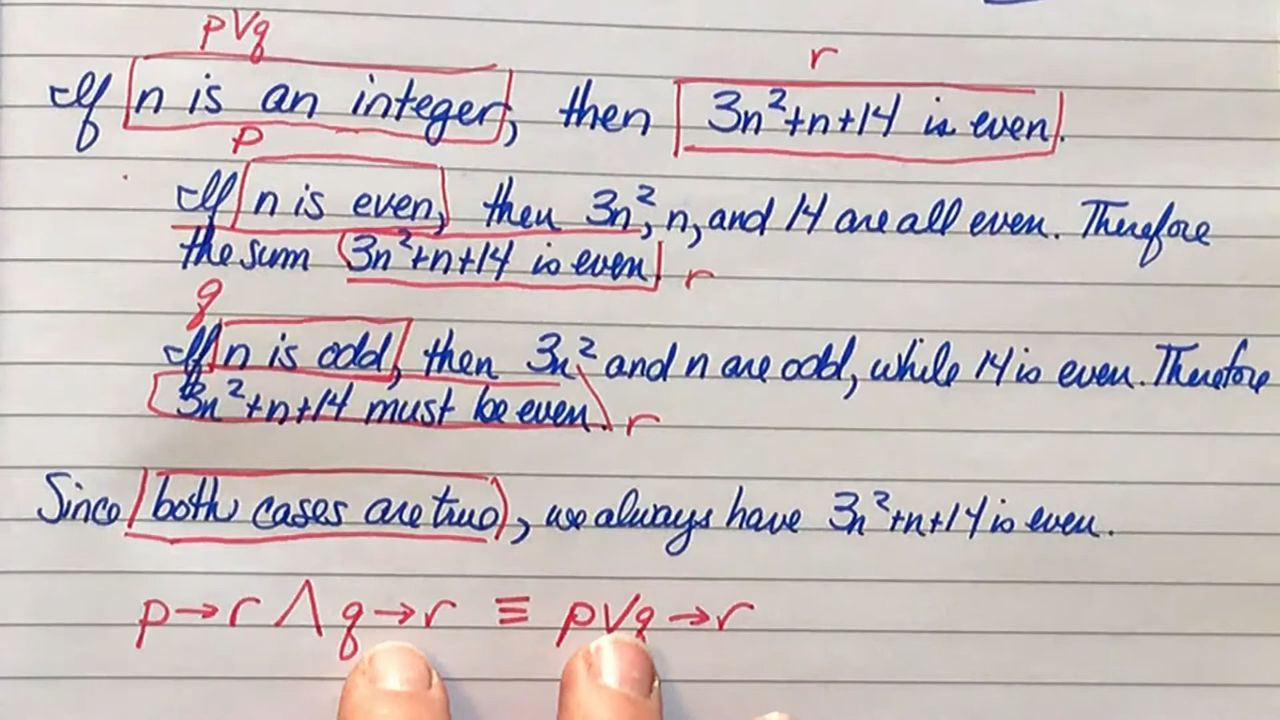 p∨q
r
If n is an integer, then 3n²+n+14 is even.
p
If n is even, then 3n², n, and 14 are all even. Therefore
the sum 3n²+n+14 is even r
q
If n is odd, then 3n² and n are odd, while 14 is even. Therefore
3n²+n+14 must be even. r
Since both cases are true, we always have 3n²+n+14 is even.
p→r ∧ q→r ≡ p∨q→r